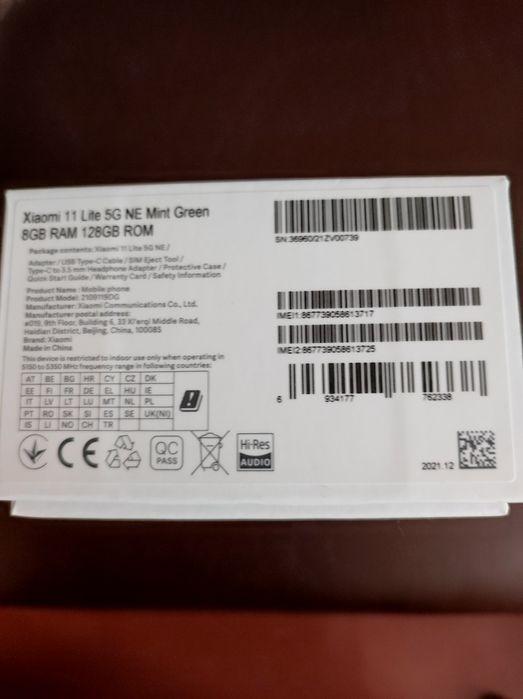 Xiaomi 11 Lite 5G NE Mint Green
8GB RAM 128GB ROM
Package contents: Xiaomi 11 Lite 5G NE /
Adapter / USB Type-C Cable / SIM Eject Tool /
Type-C to 3.5 mm Headphone Adapter / Protective Case /
Quick Start Guide / Warranty Card / Safety Information
Product Name: Mobile phone
Product Model: 2109119DG
Manufacturer: Xiaomi Communications Co., Ltd.
Manufacturer postal address:
#019, 9th Floor, Building 6, 33 Xi'erqi Middle Road,
Haidian District, Beijing, China, 100085
Brand: Xiaomi
Made in China
This device is restricted to indoor use only when operating in
5150 to 5350 MHz frequency range in following countries:
AT BE BG HR CY CZ DK
EE FI FR DE EL HU IE
IT LV LT LU MT NL PL
PT RO SK SI ES SE UK(NI)
IS LI NO CH TR
CE
QC
PASS
Hi-Res
AUDIO
SN:36960/21ZV00739
IMEI1:867739058613717
IMEI2:867739058613725
6 934177 762338
2021.12